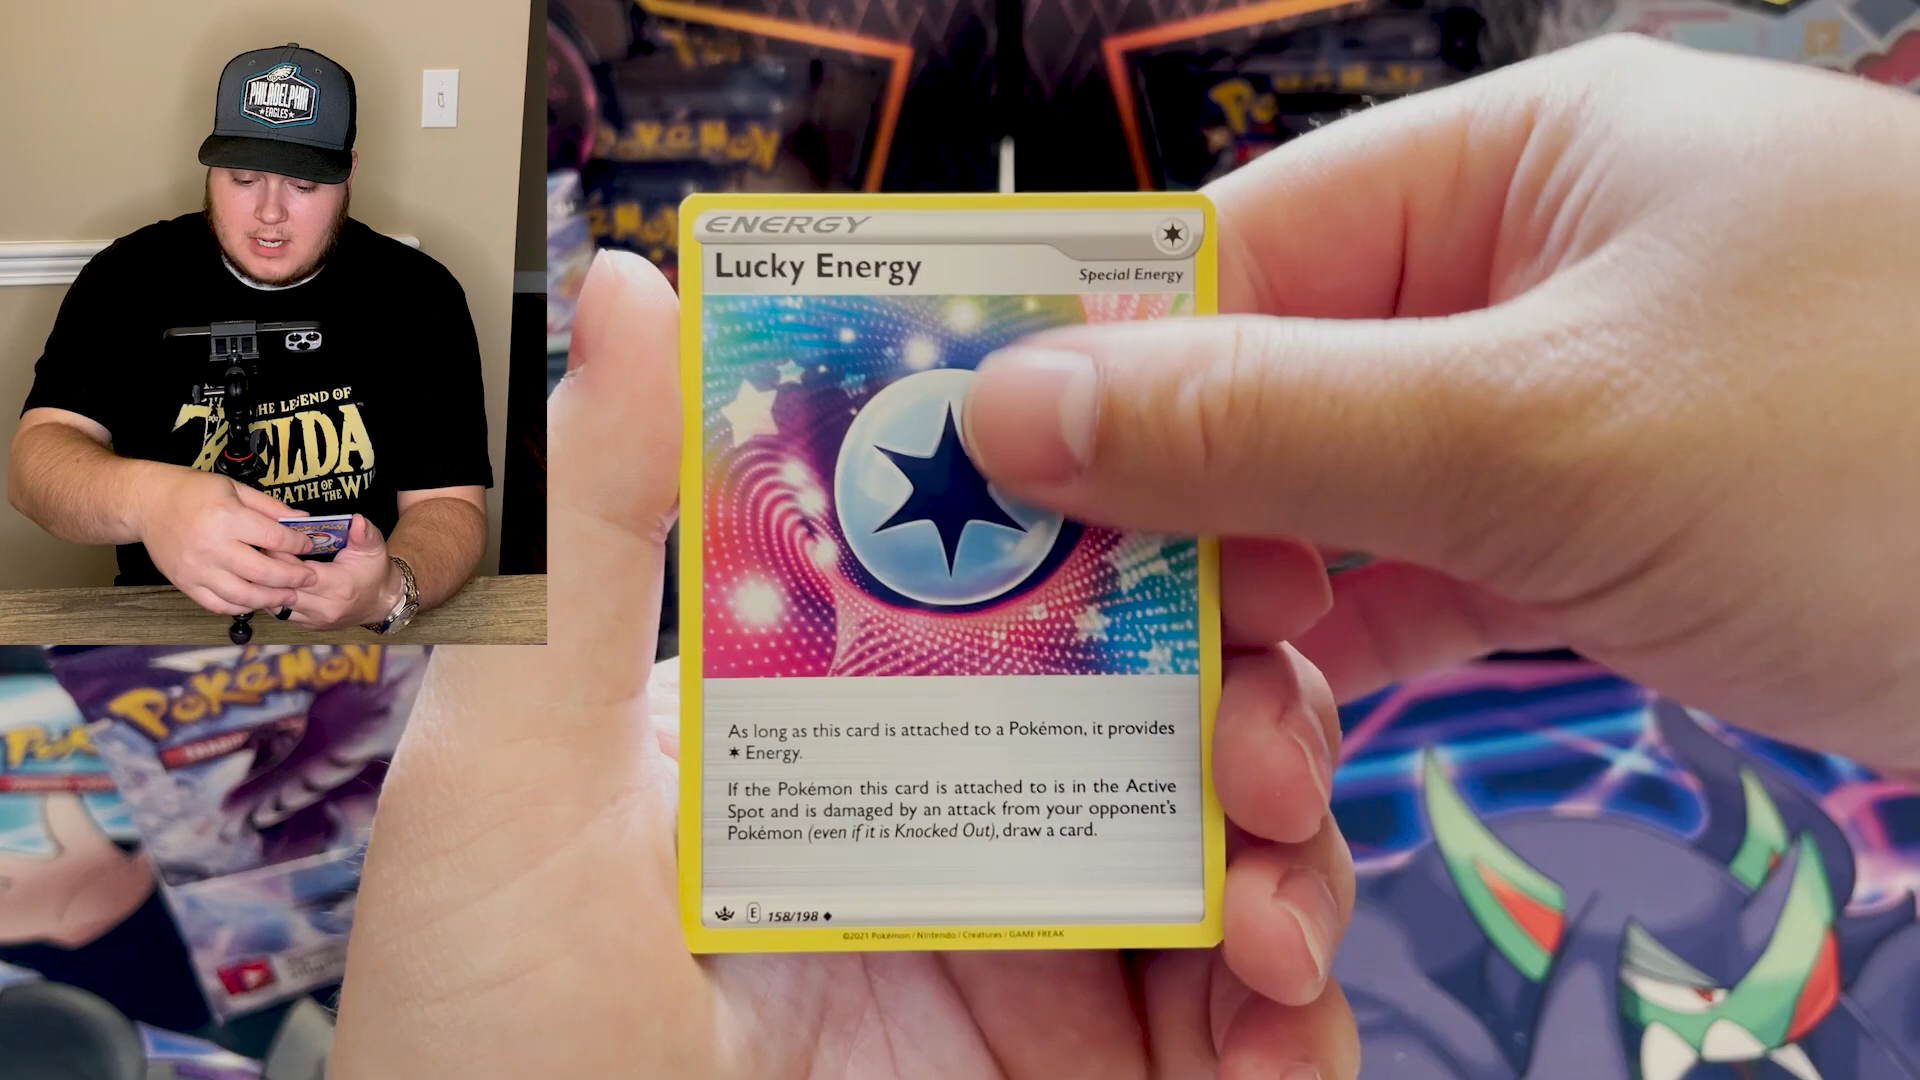 PHILADELPHIA
EAGLES
THE LEGEND OF
ZELDA
BREATH OF THE WI
POKÉMON
POKÉMON
ENERGY
Lucky Energy
Special Energy
As long as this card is attached to a Pokémon, it provides
✶ Energy.
If the Pokémon this card is attached to is in the Active
Spot and is damaged by an attack from your opponent's
Pokémon (even if it is Knocked Out), draw a card.
E 158/198
©2021 Pokémon / Nintendo / Creatures / GAME FREAK